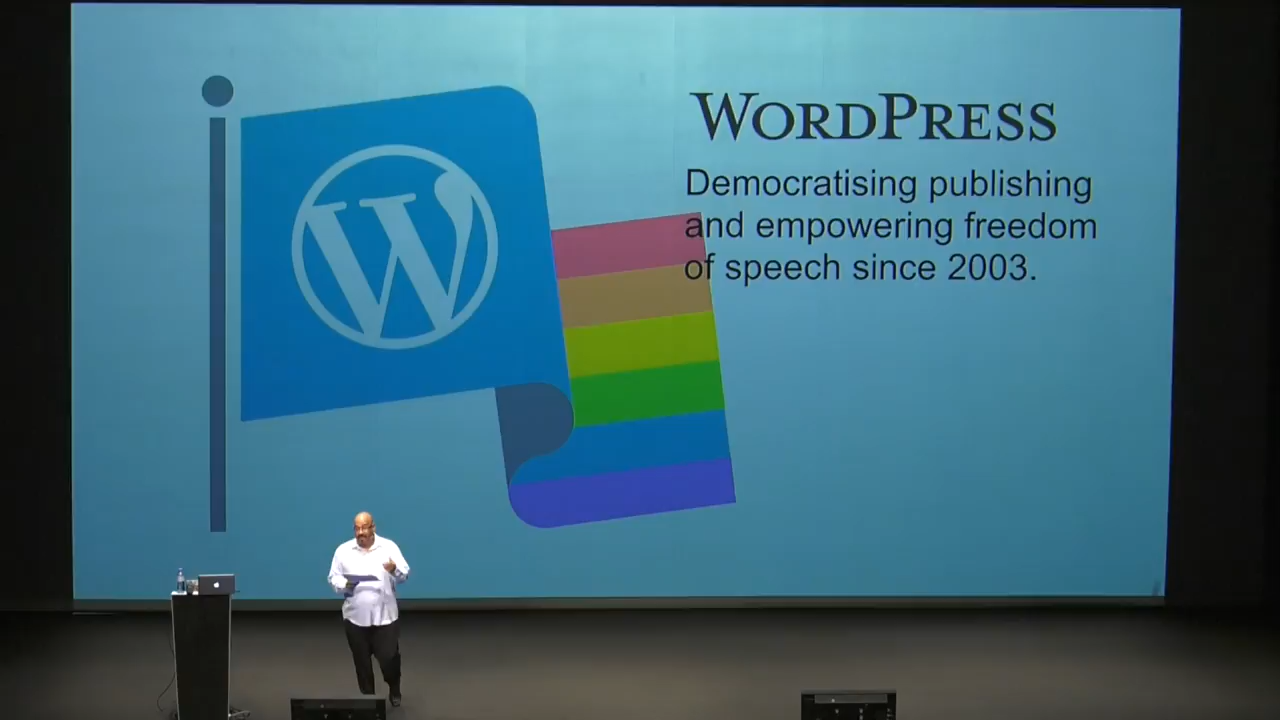 WORDPRESS
Democratising publishing
and empowering freedom
of speech since 2003.